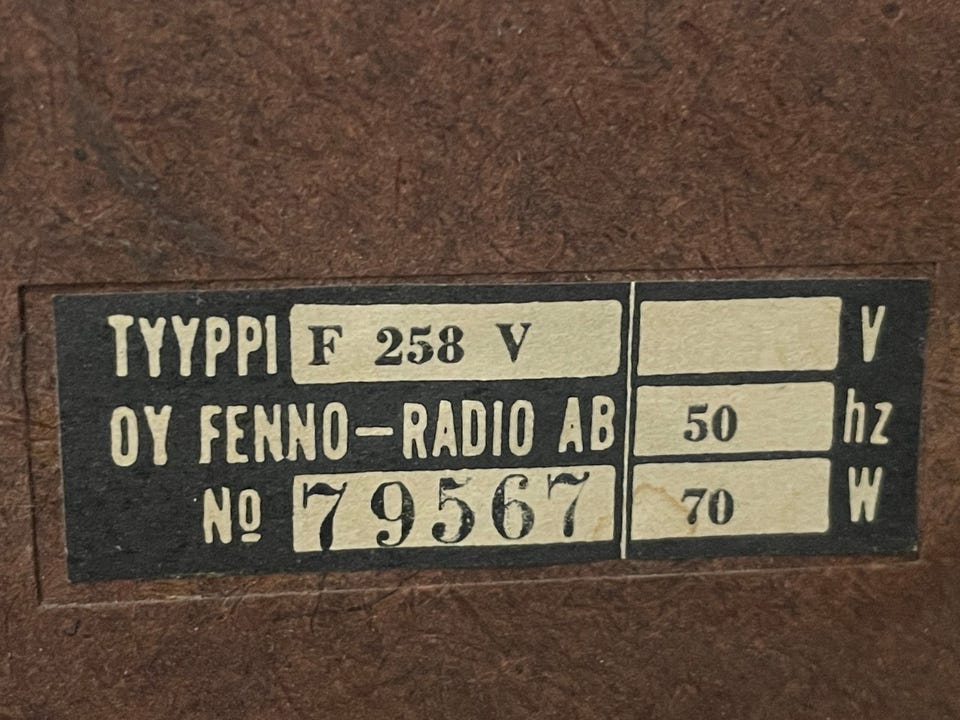 TYYPPI F 258 V V
OY FENNO-RADIO AB 50 hz
No 79567 70 W